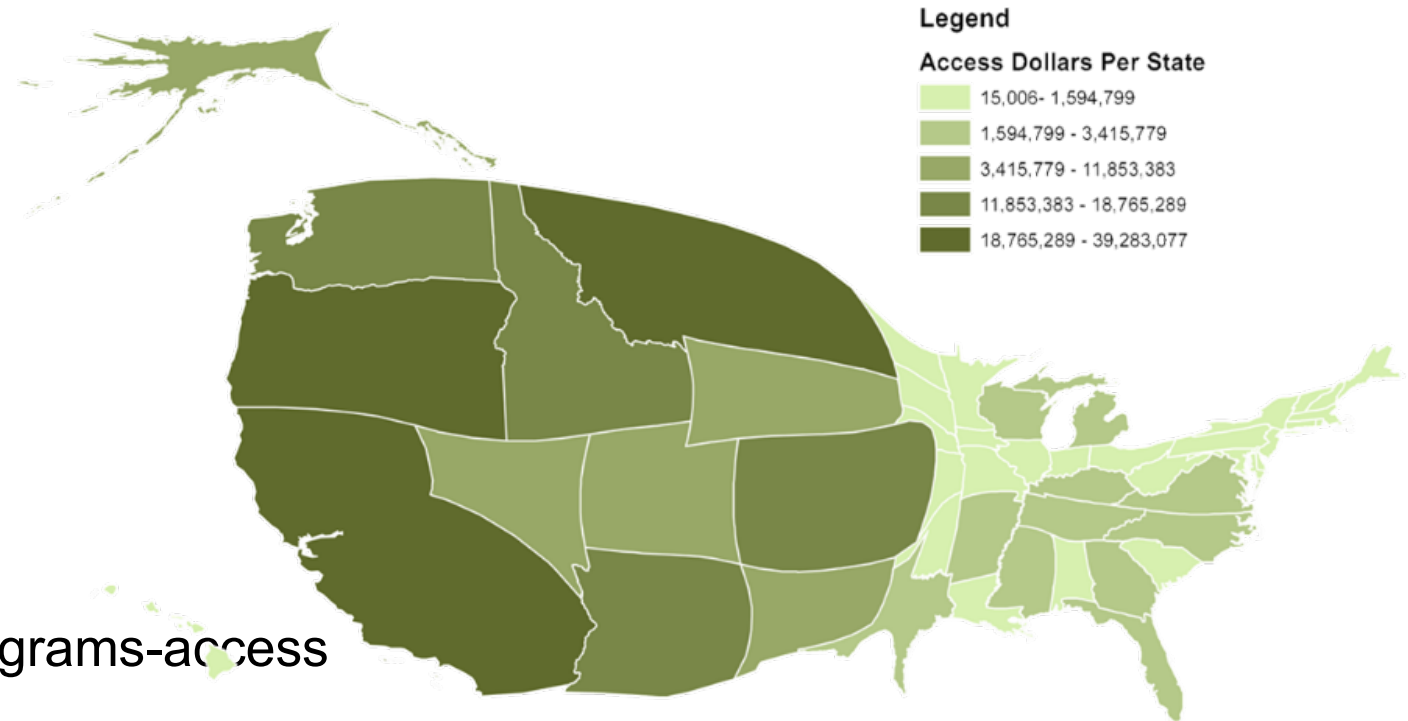 Legend
Access Dollars Per State
15,006- 1,594,799
1,594,799 - 3,415,779
3,415,779 - 11,853,383
11,853,383 - 18,765,289
18,765,289 - 39,283,077
grams-access